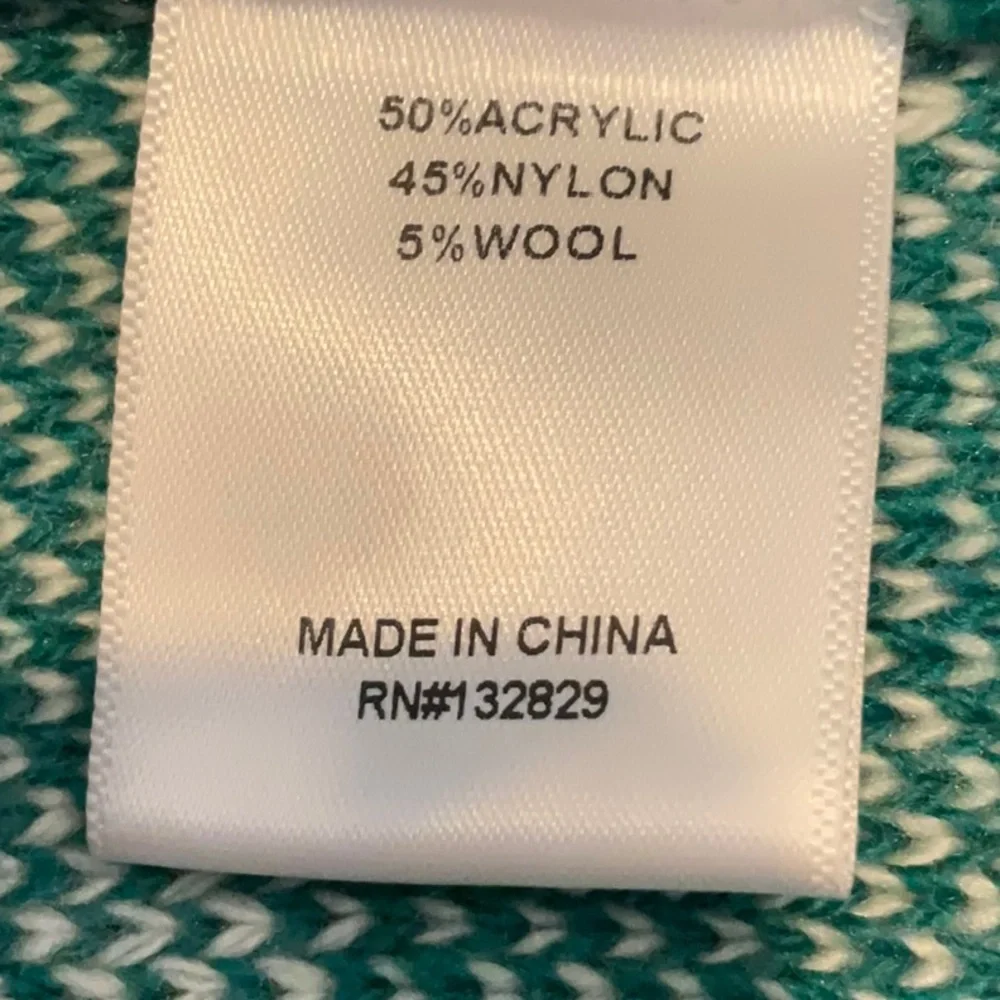 50%ACRYLIC
45%NYLON
5%WOOL
MADE IN CHINA
RN#132829